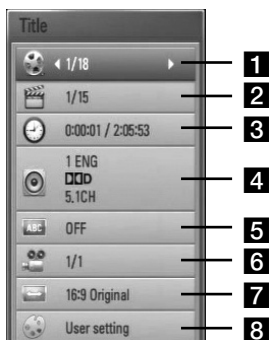 Title
1/18 1
1/15 2
0:00:01 / 2:05:53 3
1 ENG
DD D 4
5.1CH
ABC OFF 5
1/1 6
16:9 Original 7
User setting 8